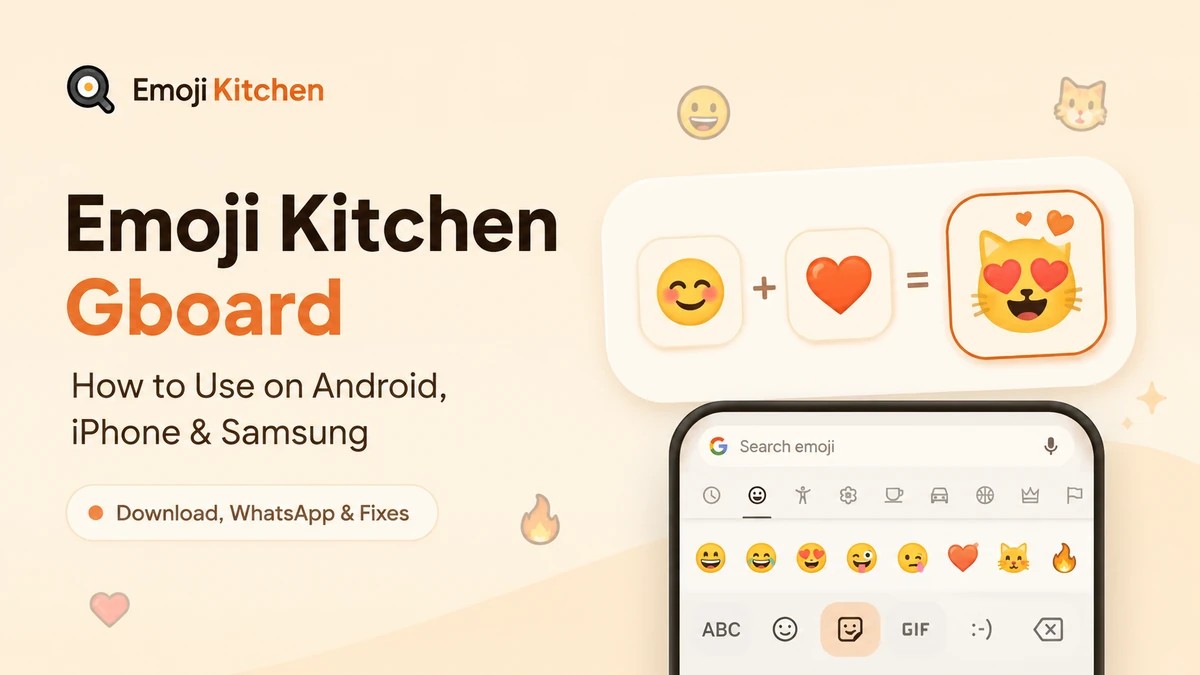 Emoji Kitchen
Emoji Kitchen
Gboard
How to Use on Android,
iPhone & Samsung
Download, WhatsApp & Fixes
+ =
Search emoji
ABC GIF :-)